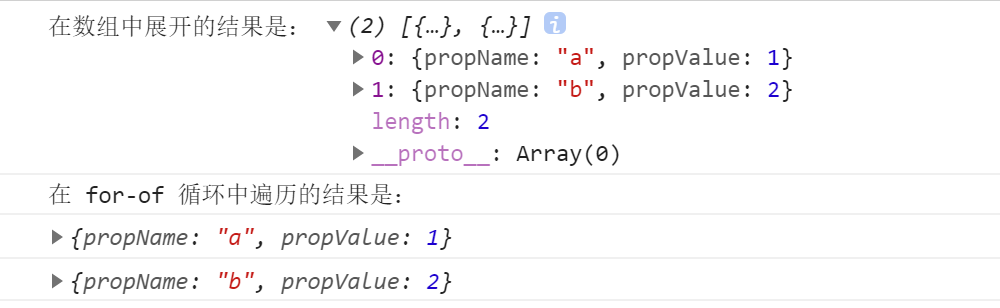 在数组中展开的结果是： ▼(2) [{…}, {…}] i
▶0: {propName: "a", propValue: 1}
▶1: {propName: "b", propValue: 2}
length: 2
▶__proto__: Array(0)
在 for-of 循环中遍历的结果是：
▶{propName: "a", propValue: 1}
▶{propName: "b", propValue: 2}